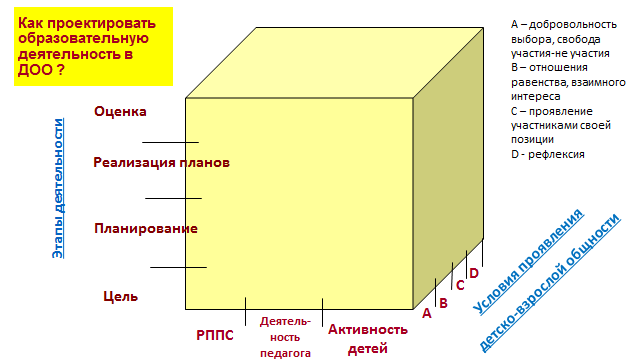 Как проектировать
образовательную
деятельность в
ДОО ?
А – добровольность
выбора, свобода
участия-не участия
В – отношения
равенства, взаимного
интереса
С – проявление
участниками своей
позиции
D - рефлексия
Этапы деятельности
Оценка
Реализация планов
Планирование
Цель
РППС
Деятель-
ность
педагога
Активность
детей
А
В
С
D
Условия проявления
детско-взрослой общности